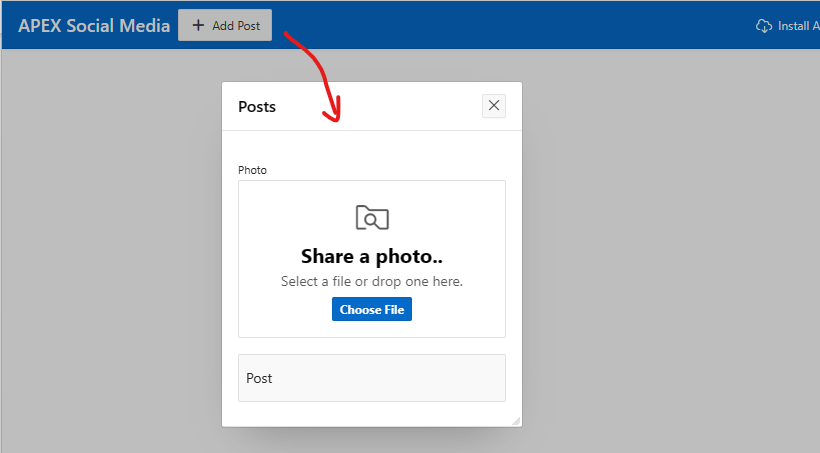 APEX Social Media
+ Add Post
Install A
Posts
Photo
Share a photo..
Select a file or drop one here.
Choose File
Post